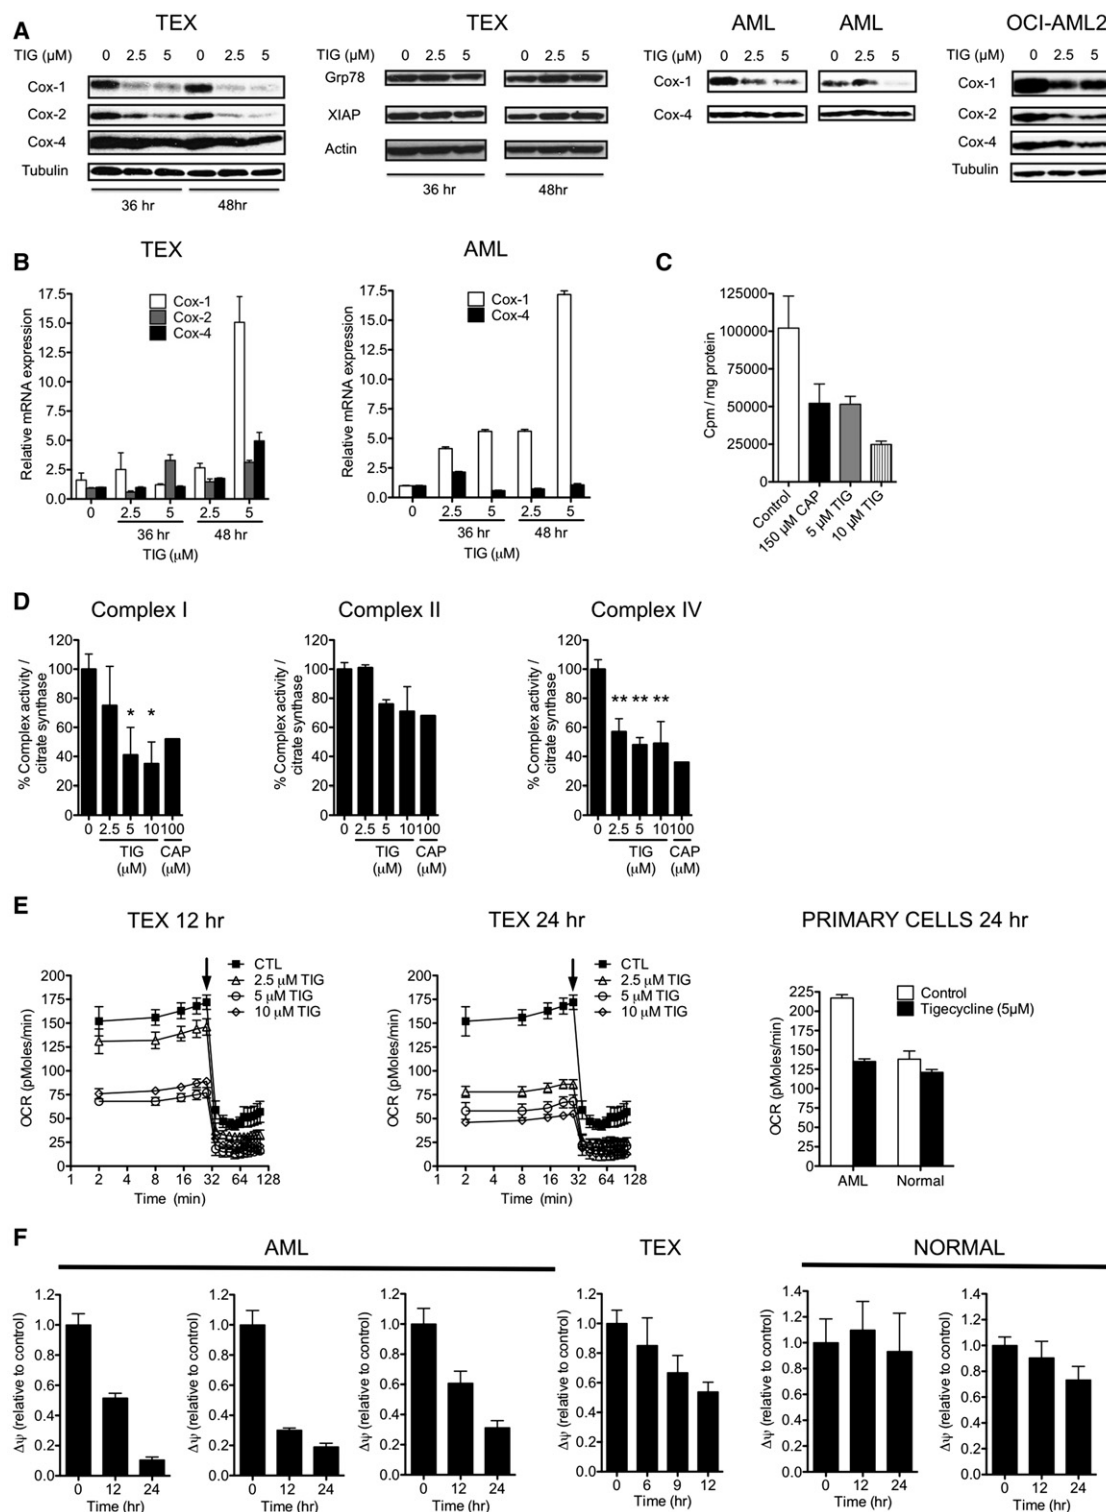 A
TEX
TIG (µM) 0 2.5 5 0 2.5 5
Cox-1
Cox-2
Cox-4
Tubulin
36 hr 48hr
TEX
TIG (µM) 0 2.5 5 0 2.5 5
Grp78
XIAP
Actin
36 hr 48hr
AML AML
TIG (µM) 0 2.5 5 0 2.5 5
Cox-1
Cox-4
OCI-AML2
TIG (µM) 0 2.5 5
Cox-1
Cox-2
Cox-4
Tubulin
B
TEX
Relative mRNA expression
17.5
15.0
12.5
10.0
7.5
5.0
2.5
0.0
Cox-1
Cox-2
Cox-4
0 2.5 5 2.5 5
36 hr 48 hr
TIG (µM)
AML
Relative mRNA expression
17.5
15.0
12.5
10.0
7.5
5.0
2.5
0.0
Cox-1
Cox-4
0 2.5 5 2.5 5
36 hr 48 hr
TIG (µM)
C
Cpm / mg protein
125000
100000
75000
50000
25000
0
Control
150 µM CAP
5 µM TIG
10 µM TIG
D
Complex I
% Complex activity /
citrate synthase
120
100
80
60
40
20
0
* *
0 2.5 5 10 100
TIG CAP
(µM) (µM)
Complex II
% Complex activity /
citrate synthase
120
100
80
60
40
20
0
0 2.5 5 10 100
TIG CAP
(µM) (µM)
Complex IV
% Complex activity /
citrate synthase
120
100
80
60
40
20
0
** ** **
0 2.5 5 10 100
TIG CAP
(µM) (µM)
E
TEX 12 hr
CTL
2.5 µM TIG
5 µM TIG
10 µM TIG
OCR (pMoles/min)
200
175
150
125
100
75
50
25
0
1 2 4 8 16 32 64 128
Time (min)
TEX 24 hr
CTL
2.5 µM TIG
5 µM TIG
10 µM TIG
OCR (pMoles/min)
200
175
150
125
100
75
50
25
0
1 2 4 8 16 32 64 128
Time (min)
PRIMARY CELLS 24 hr
Control
Tigecycline (5µM)
OCR (pMoles/min)
225
200
175
150
125
100
75
50
25
0
AML Normal
F
AML
Δψ (relative to control)
1.2
1.0
0.8
0.6
0.4
0.2
0.0
0 12 24
Time (hr)
Δψ (relative to control)
1.2
1.0
0.8
0.6
0.4
0.2
0.0
0 12 24
Time (hr)
Δψ (relative to control)
1.2
1.0
0.8
0.6
0.4
0.2
0.0
0 12 24
Time (hr)
TEX
Δψ (relative to control)
1.2
1.0
0.8
0.6
0.4
0.2
0.0
0 6 9 12
Time (hr)
NORMAL
Δψ (relative to control)
1.4
1.2
1.0
0.8
0.6
0.4
0.2
0.0
0 12 24
Time (hr)
Δψ (relative to control)
1.4
1.2
1.0
0.8
0.6
0.4
0.2
0.0
0 12 24
Time (hr)